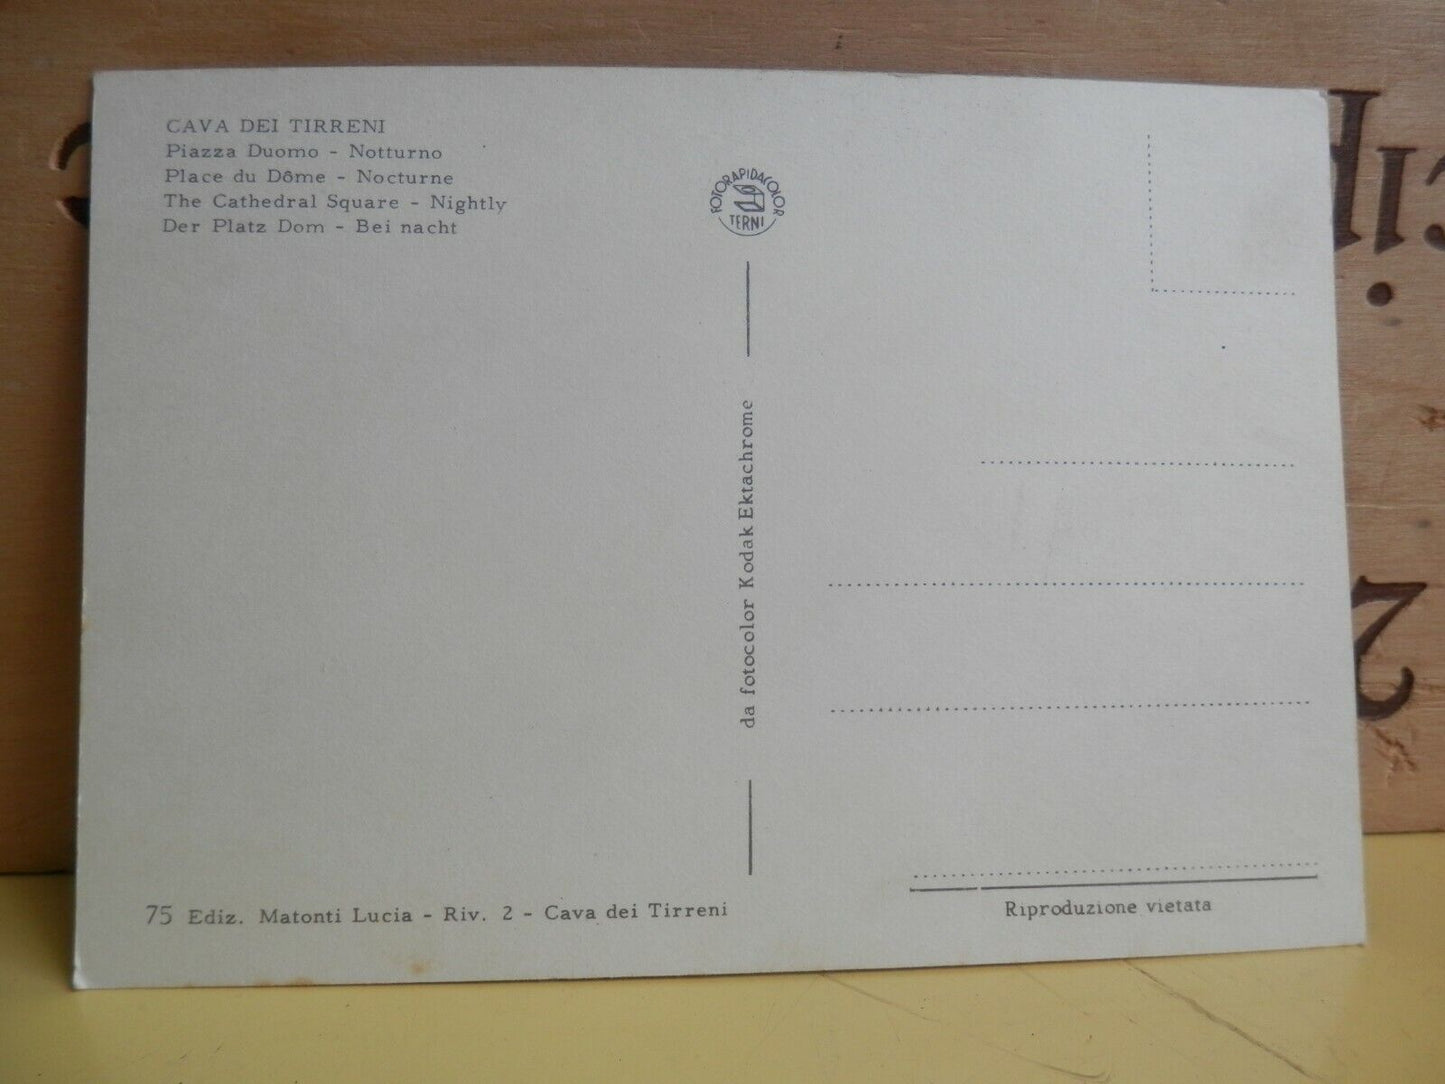 CAVA DEI TIRRENI
Piazza Duomo - Notturno
Place du Dôme - Nocturne
The Cathedral Square - Nightly
Der Platz Dom - Bei nacht
FOTORAPIDACOLOR
TERNI
da fotocolor Kodak Ektachrome
75 Ediz. Matonti Lucia - Riv. 2 - Cava dei Tirreni
Riproduzione vietata
2